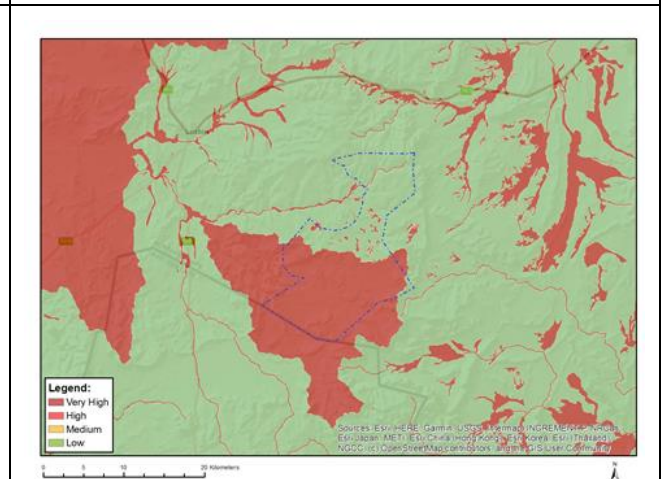 Legend:
Very High
High
Medium
Low
Sources: Esri, HERE, Garmin, USGS, Intermap, INCREMENT P, NRCan,
Esri Japan, METI, Esri China (Hong Kong), Esri Korea, Esri (Thailand),
NGCC, (c) OpenStreetMap contributors, and the GIS User Community
0 5 10 20 Kilometers
N